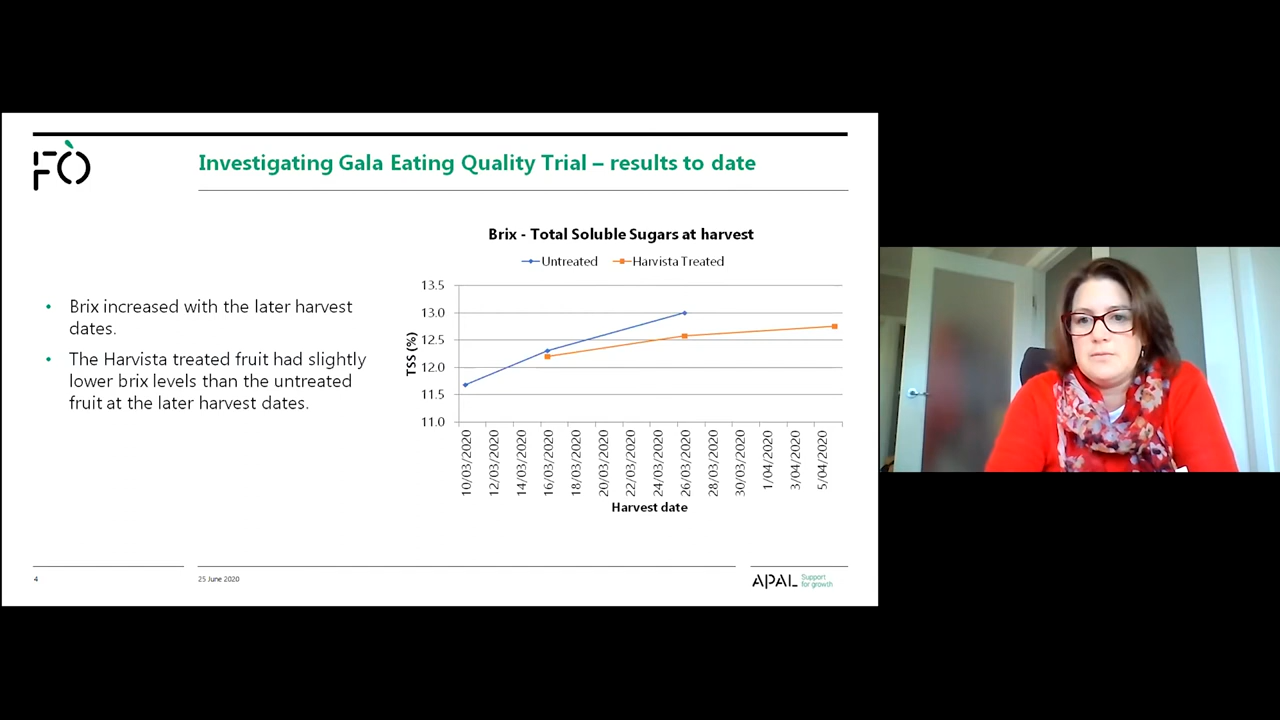 FO
Investigating Gala Eating Quality Trial – results to date
• Brix increased with the later harvest
dates.
• The Harvista treated fruit had slightly
lower brix levels than the untreated
fruit at the later harvest dates.
Brix - Total Soluble Sugars at harvest
Untreated
Harvista Treated
TSS (%)
13.5
13.0
12.5
12.0
11.5
11.0
10/03/2020
12/03/2020
14/03/2020
16/03/2020
18/03/2020
20/03/2020
22/03/2020
24/03/2020
26/03/2020
28/03/2020
30/03/2020
1/04/2020
3/04/2020
5/04/2020
Harvest date
4
25 June 2020
APAL
Support
for growth